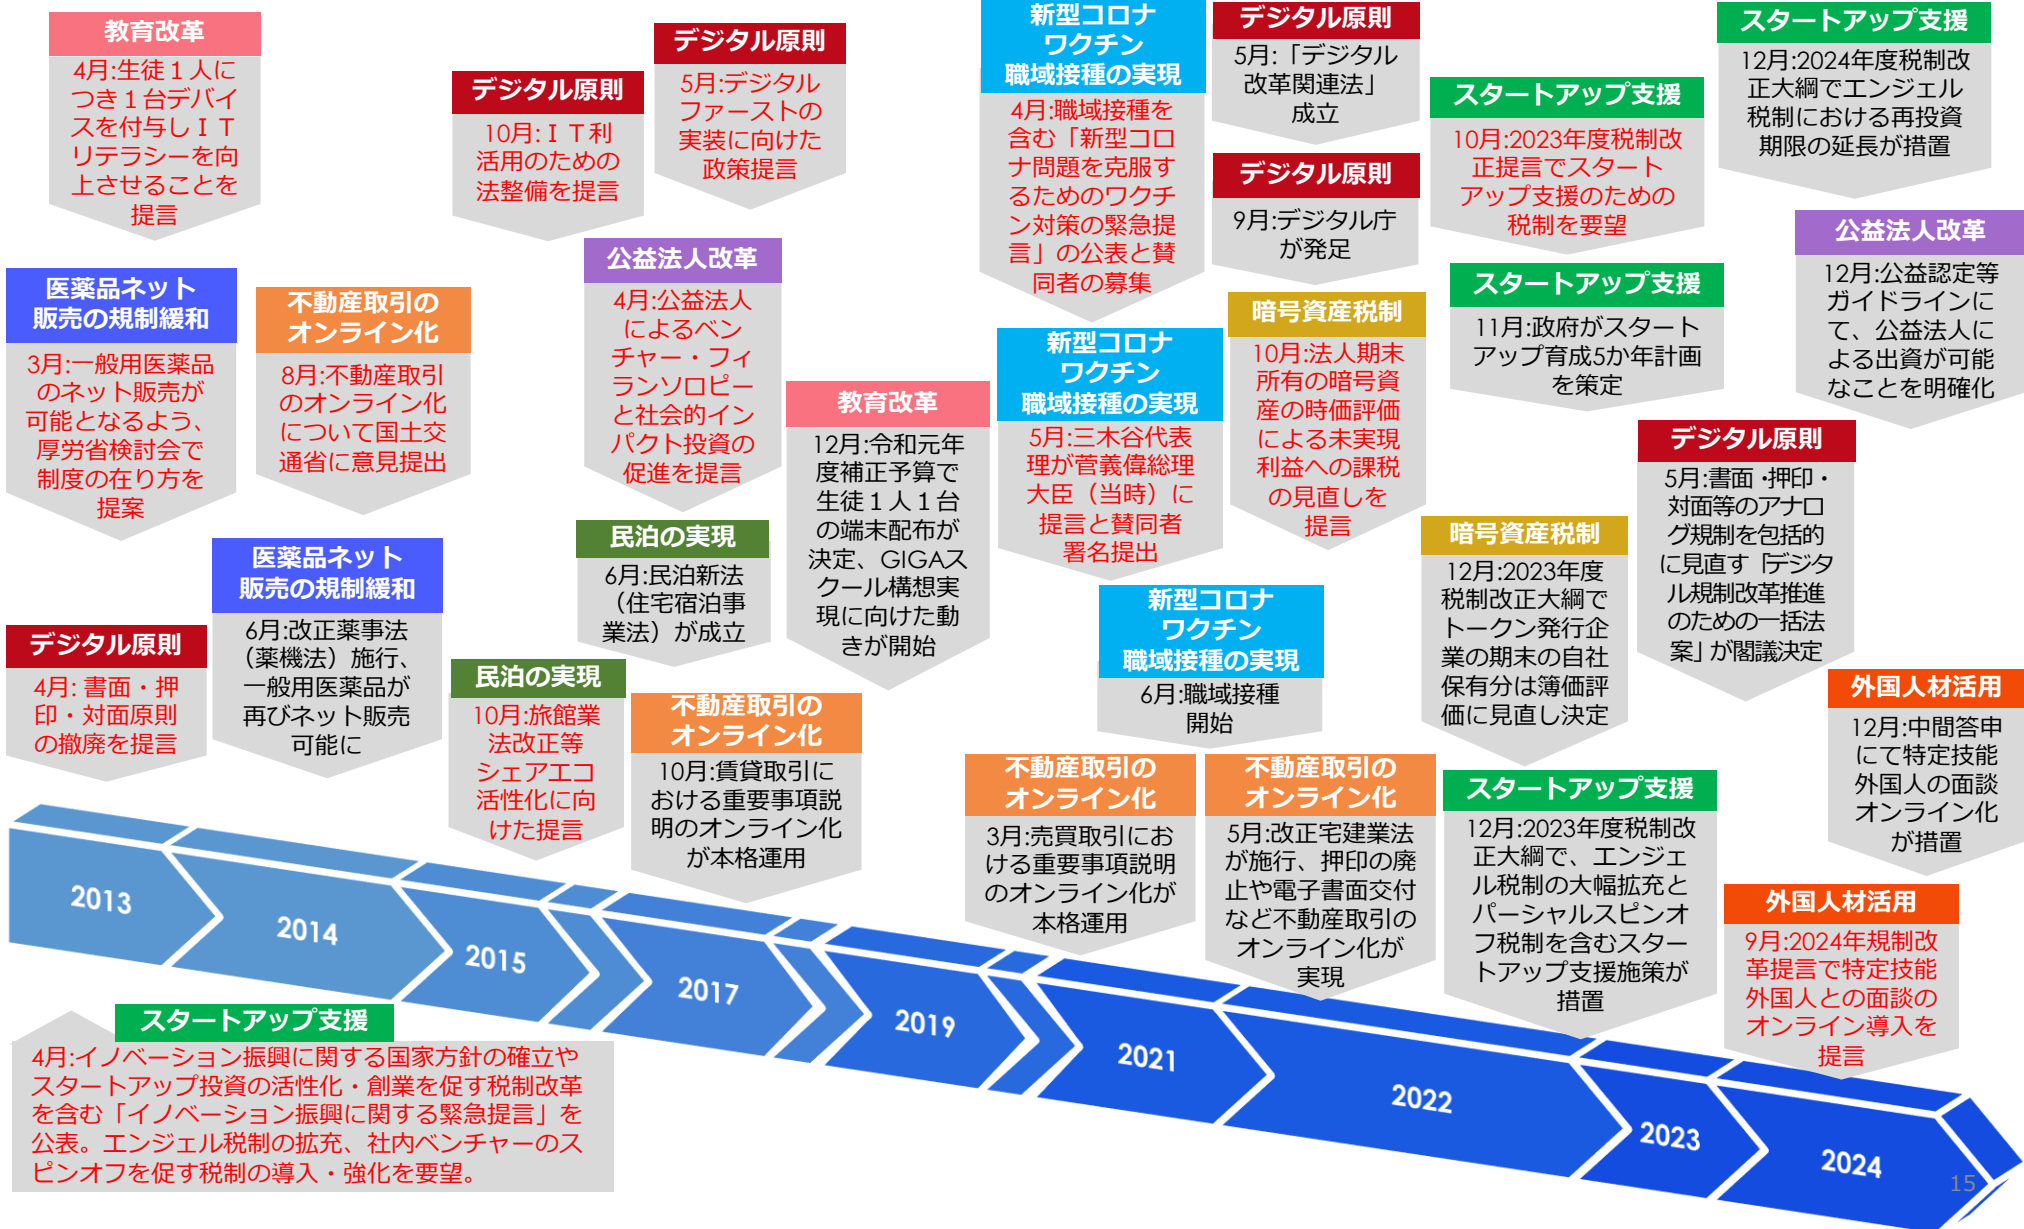 教育改革
4月:生徒１人に
つき１台デバイ
スを付与しＩＴ
リテラシーを向
上させることを
提言
医薬品ネット
販売の規制緩和
3月:一般用医薬品
のネット販売が
可能となるよう、
厚労省検討会で
制度の在り方を
提案
デジタル原則
4月: 書面・押
印・対面原則
の撤廃を提言
不動産取引の
オンライン化
8月:不動産取引
のオンライン化
について国土交
通省に意見提出
医薬品ネット
販売の規制緩和
6月:改正薬事法
（薬機法）施行、
一般用医薬品が
再びネット販売
可能に
デジタル原則
10月:ＩＴ利
活用のための
法整備を提言
民泊の実現
10月:旅館業
法改正等
シェアエコ
活性化に向
けた提言
デジタル原則
5月:デジタル
ファーストの
実装に向けた
政策提言
公益法人改革
4月:公益法人
によるベン
チャー・フィ
ランソロピー
と社会的イン
パクト投資の
促進を提言
民泊の実現
6月:民泊新法
（住宅宿泊事
業法）が成立
不動産取引の
オンライン化
10月:賃貸取引に
おける重要事項説
明のオンライン化
が本格運用
教育改革
12月:令和元年
度補正予算で
生徒１人１台
の端末配布が
決定、GIGAス
クール構想実
現に向けた動
きが開始
新型コロナ
ワクチン
職域接種の実現
4月:職域接種を
含む「新型コロ
ナ問題を克服す
るためのワクチ
ン対策の緊急提
言」の公表と賛
同者の募集
新型コロナ
ワクチン
職域接種の実現
5月:三木谷代表
理が菅義偉総理
大臣（当時）に
提言と賛同者
署名提出
新型コロナ
ワクチン
職域接種の実現
6月:職域接種
開始
不動産取引の
オンライン化
3月:売買取引にお
ける重要事項説明
のオンライン化が
本格運用
デジタル原則
5月:「デジタル
改革関連法」
成立
デジタル原則
9月:デジタル庁
が発足
暗号資産税制
10月:法人期末
所有の暗号資
産の時価評価
による未実現
利益への課税
の見直しを
提言
不動産取引の
オンライン化
5月:改正宅建業法
が施行、押印の廃
止や電子書面交付
など不動産取引の
オンライン化が
実現
スタートアップ支援
10月:2023年度税制改
正提言でスタート
アップ支援のための
税制を要望
スタートアップ支援
11月:政府がスタート
アップ育成5か年計画
を策定
暗号資産税制
12月:2023年度
税制改正大綱で
トークン発行企
業の期末の自社
保有分は簿価評
価に見直し決定
スタートアップ支援
12月:2023年度税制改
正大綱で、エンジェ
ル税制の大幅拡充と
パーシャルスピンオ
フ税制を含むスター
トアップ支援施策が
措置
デジタル原則
5月:書面・押印・
対面等のアナロ
グ規制を包括的
に見直す「デジタ
ル規制改革推進
のための一括法
案」が閣議決定
スタートアップ支援
12月:2024年度税制改
正大綱でエンジェル
税制における再投資
期限の延長が措置
公益法人改革
12月:公益認定等
ガイドラインに
て、公益法人に
よる出資が可能
なことを明確化
外国人材活用
12月:中間答申
にて特定技能
外国人の面談
オンライン化
が措置
外国人材活用
9月:2024年規制改
革提言で特定技能
外国人との面談の
オンライン導入を
提言
2013
2014
2015
2017
2019
2021
2022
2023
2024
スタートアップ支援
4月:イノベーション振興に関する国家方針の確立や
スタートアップ投資の活性化・創業を促す税制改革
を含む「イノベーション振興に関する緊急提言」を
公表。エンジェル税制の拡充、社内ベンチャーのス
ピンオフを促す税制の導入・強化を要望。
15